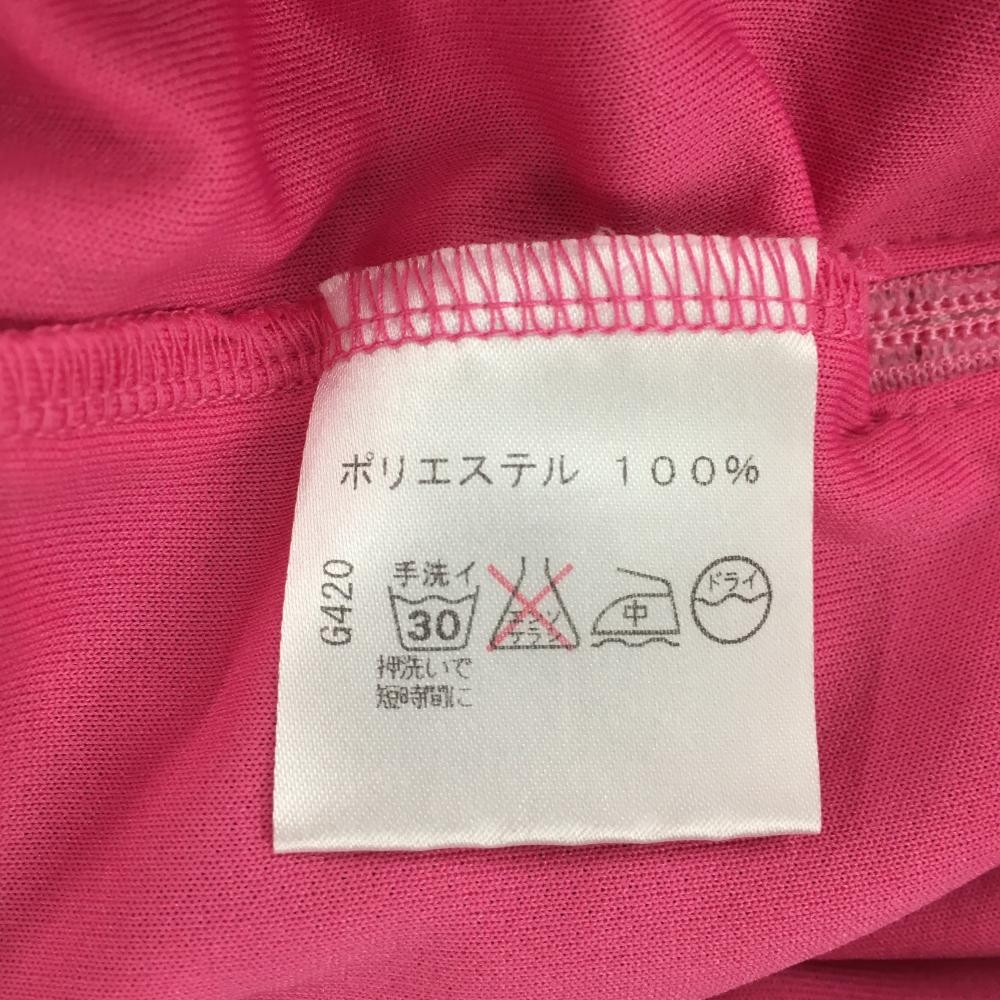 ポリエステル 100%
G420
手洗イ
30
押洗いで
短時間に
エンソ
サラシ
中
ドライ